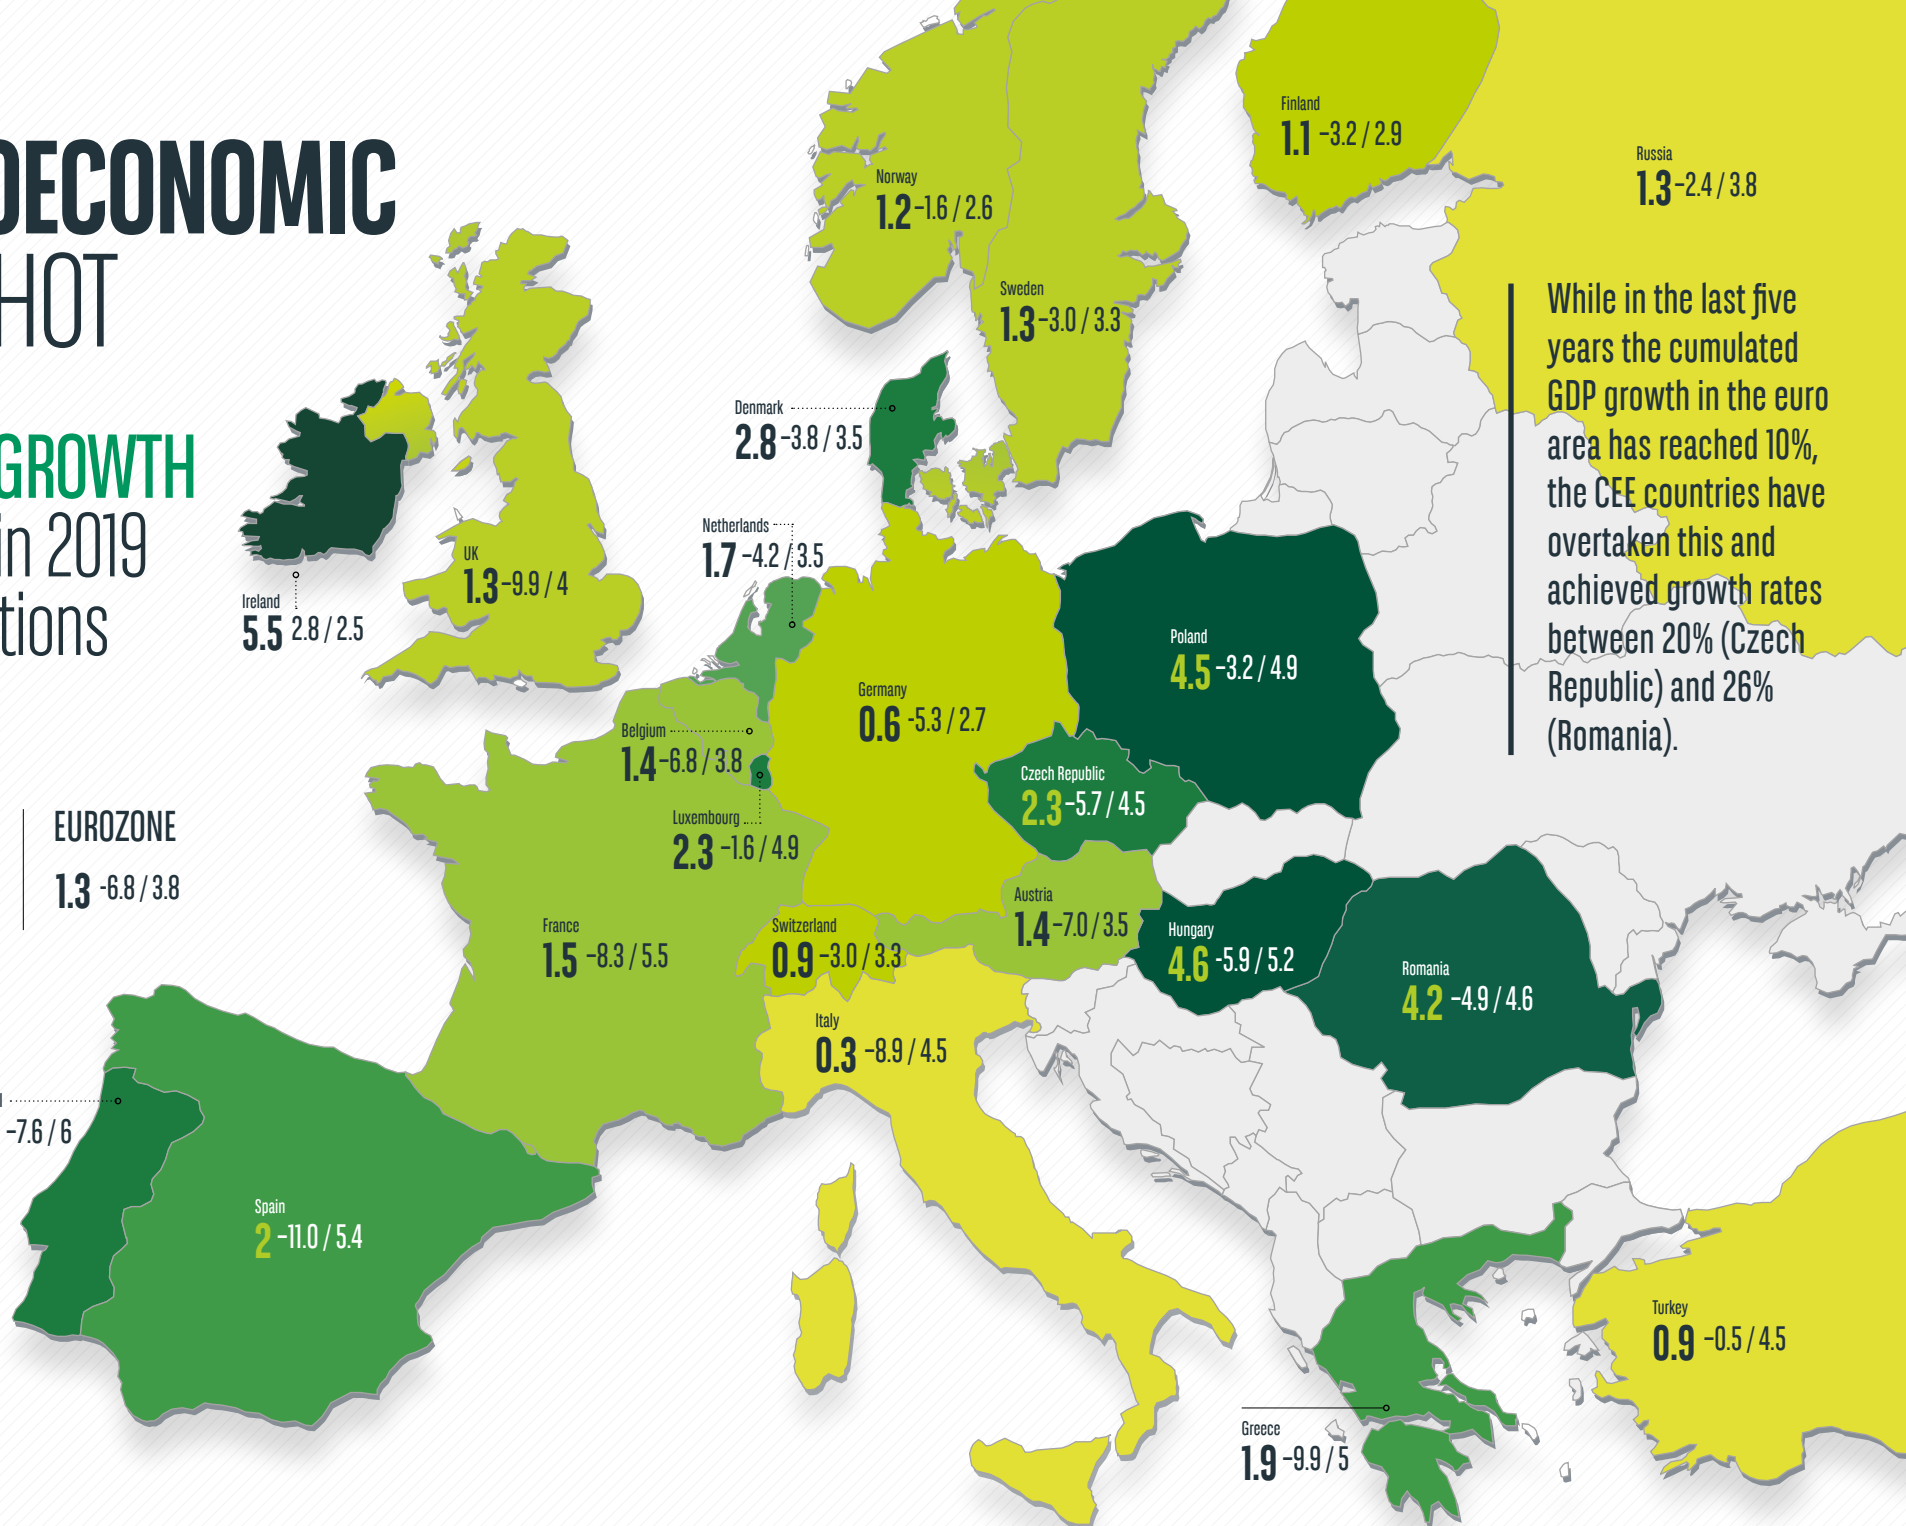 OECONOMIC
HOT
GROWTH
in 2019
tions
EUROZONE
1.3 -6.8 / 3.8
Finland
1.1 -3.2 / 2.9
Russia
1.3 -2.4 / 3.8
Norway
1.2 -1.6 / 2.6
Sweden
1.3 -3.0 / 3.3
While in the last five
years the cumulated
GDP growth in the euro
area has reached 10%,
the CEE countries have
overtaken this and
achieved growth rates
between 20% (Czech
Republic) and 26%
(Romania).
Denmark
2.8 -3.8 / 3.5
Netherlands
1.7 -4.2 / 3.5
UK
1.3 -9.9 / 4
Ireland
5.5 2.8 / 2.5
Poland
4.5 -3.2 / 4.9
Germany
0.6 -5.3 / 2.7
Belgium
1.4 -6.8 / 3.8
Czech Republic
2.3 -5.7 / 4.5
Luxembourg
2.3 -1.6 / 4.9
Austria
1.4 -7.0 / 3.5
France
1.5 -8.3 / 5.5
Switzerland
0.9 -3.0 / 3.3
Hungary
4.6 -5.9 / 5.2
Romania
4.2 -4.9 / 4.6
Italy
0.3 -8.9 / 4.5
-7.6 / 6
Spain
2 -11.0 / 5.4
Turkey
0.9 -0.5 / 4.5
Greece
1.9 -9.9 / 5